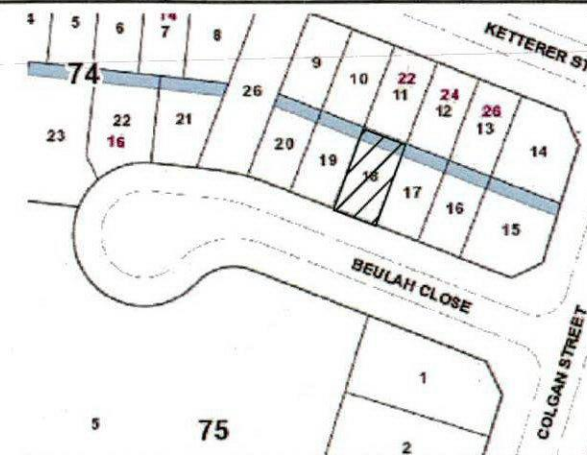 4 5 6 14 7 8
KETTERER ST
9 10 22 11 24 12 26 13 14
74 26
23 22 16 21 20 19 18 17 16 15
BEULAH CLOSE
COLGAN STREET
1
5 75 2